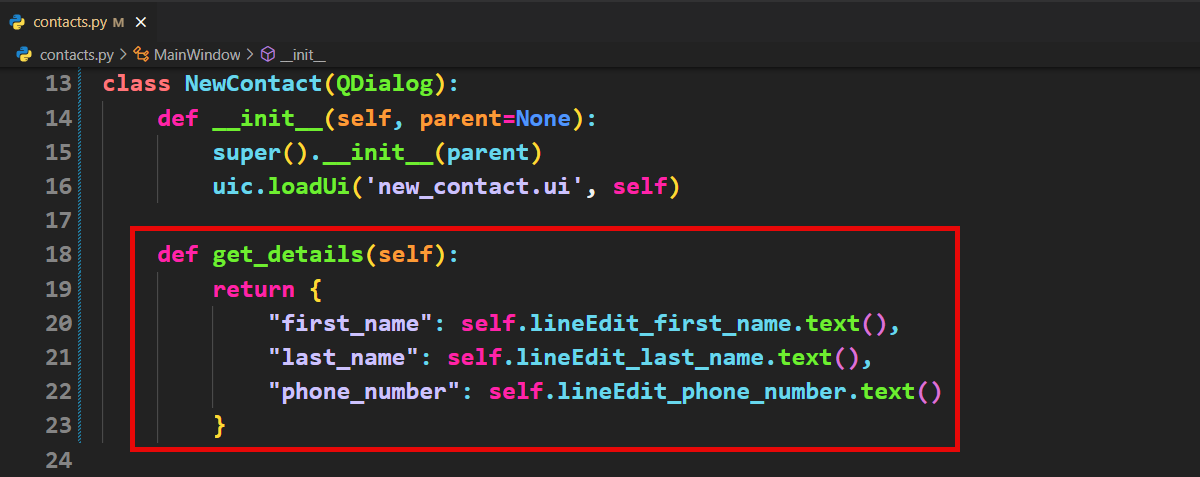 contacts.py M ×
contacts.py > MainWindow > __init__
13 class NewContact(QDialog):
14     def __init__(self, parent=None):
15         super().__init__(parent)
16         uic.loadUi('new_contact.ui', self)
17
18     def get_details(self):
19         return {
20             "first_name": self.lineEdit_first_name.text(),
21             "last_name": self.lineEdit_last_name.text(),
22             "phone_number": self.lineEdit_phone_number.text()
23         }
24